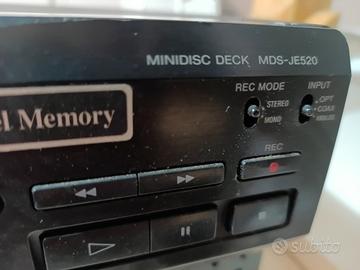 MINIDISC DECK MDS-JE520
REC MODE
INPUT
STEREO
MONO
OPT
COAX
ANALOG
el Memory
REC
subito